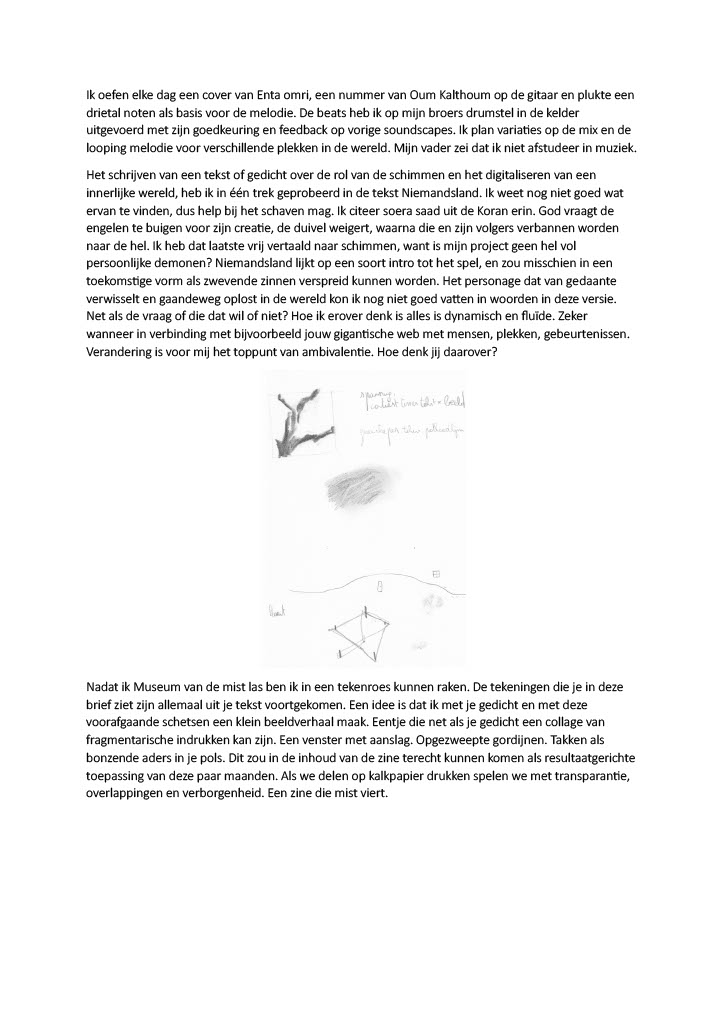 Ik oefen elke dag een cover van Enta omri, een nummer van Oum Kalthoum op de gitaar en plukte een
drietal noten als basis voor de melodie. De beats heb ik op mijn broers drumstel in de kelder
uitgevoerd met zijn goedkeuring en feedback op vorige soundscapes. Ik plan variaties op de mix en de
looping melodie voor verschillende plekken in de wereld. Mijn vader zei dat ik niet afstudeer in muziek.
Het schrijven van een tekst of gedicht over de rol van de schimmen en het digitaliseren van een
innerlijke wereld, heb ik in één trek geprobeerd in de tekst Niemandsland. Ik weet nog niet goed wat
ervan te vinden, dus help bij het schaven mag. Ik citeer soera saad uit de Koran erin. God vraagt de
engelen te buigen voor zijn creatie, de duivel weigert, waarna die en zijn volgers verbannen worden
naar de hel. Ik heb dat laatste vrij vertaald naar schimmen, want is mijn project geen hel vol
persoonlijke demonen? Niemandsland lijkt op een soort intro tot het spel, en zou misschien in een
toekomstige vorm als zwevende zinnen verspreid kunnen worden. Het personage dat van gedaante
verwisselt en gaandeweg oplost in de wereld kon ik nog niet goed vatten in woorden in deze versie.
Net als de vraag of die dat wil of niet? Hoe ik erover denk is alles is dynamisch en fluïde. Zeker
wanneer in verbinding met bijvoorbeeld jouw gigantische web met mensen, plekken, gebeurtenissen.
Verandering is voor mij het toppunt van ambivalentie. Hoe denk jij daarover?
Nadat ik Museum van de mist las ben ik in een tekenroes kunnen raken. De tekeningen die je in deze
brief ziet zijn allemaal uit je tekst voortgekomen. Een idee is dat ik met je gedicht en met deze
voorafgaande schetsen een klein beeldverhaal maak. Eentje die net als je gedicht een collage van
fragmentarische indrukken kan zijn. Een venster met aanslag. Opgezweepte gordijnen. Takken als
bonzende aders in je pols. Dit zou in de inhoud van de zine terecht kunnen komen als resultaatgerichte
toepassing van deze paar maanden. Als we delen op kalkpapier drukken spelen we met transparantie,
overlappingen en verborgenheid. Een zine die mist viert.